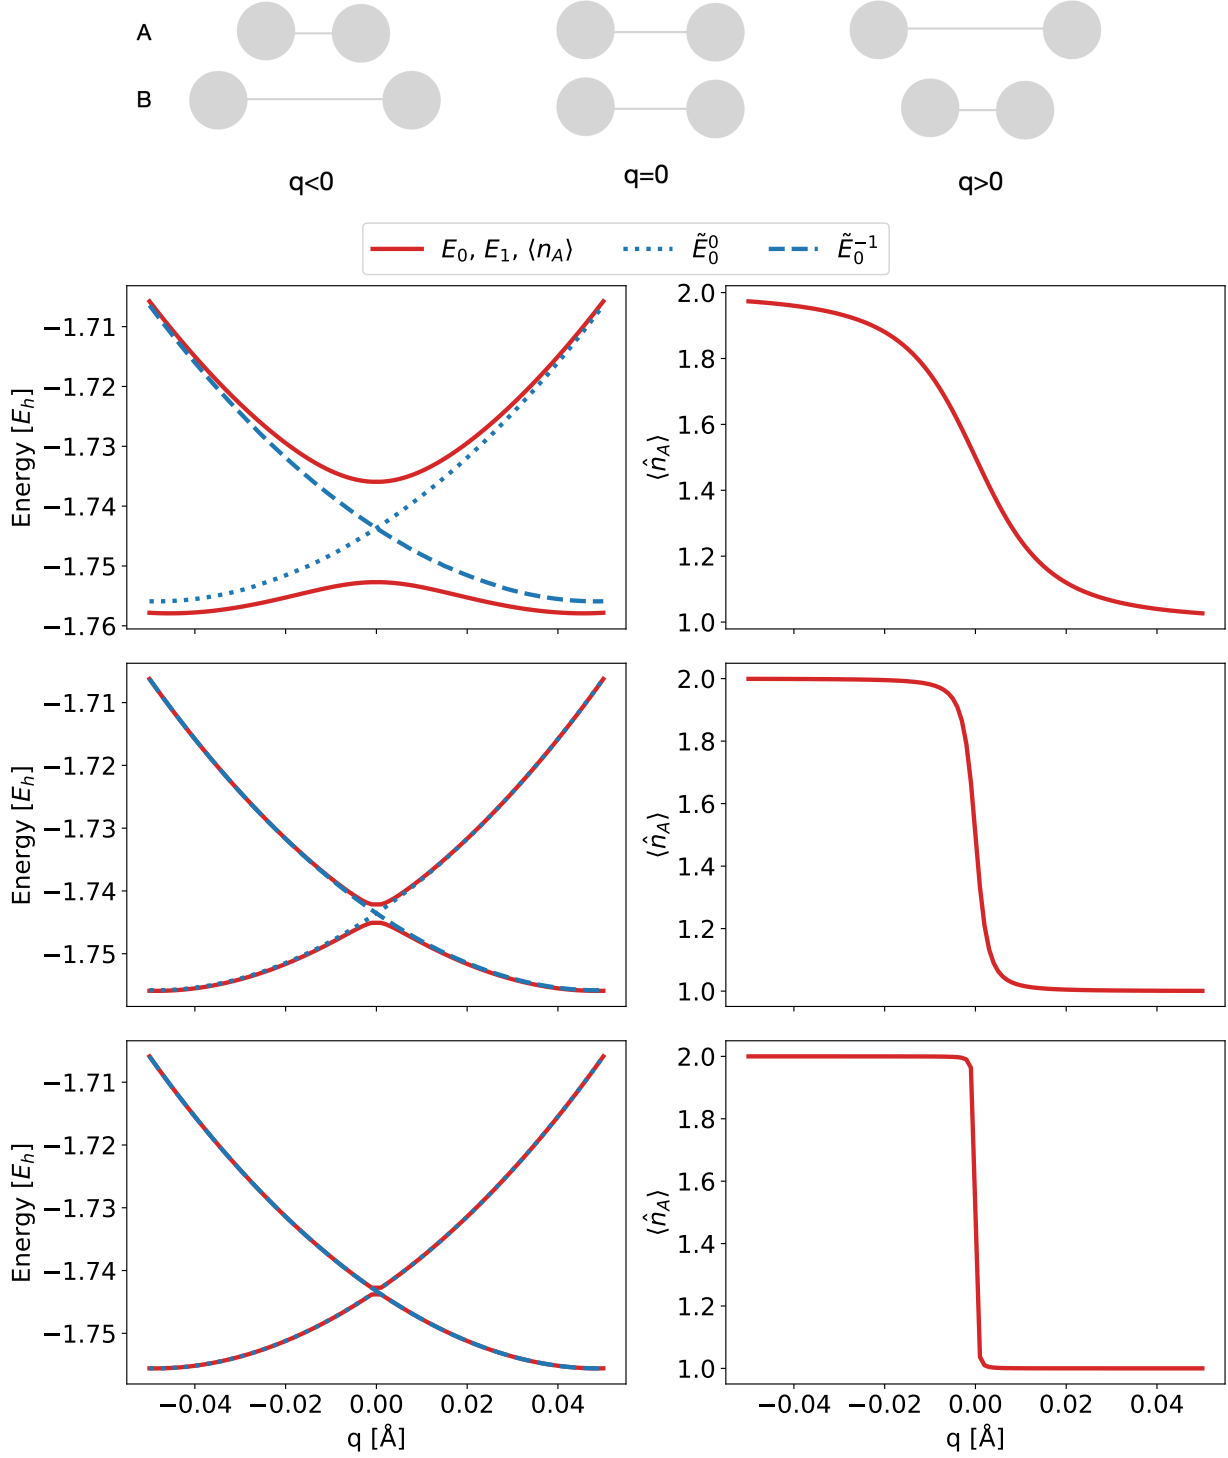 A
B
q<0 q=0 q>0
E₀, E₁, ⟨n_A⟩ Ẽ₀⁰ Ẽ₀⁻¹
Energy [E_h]
−1.71
−1.72
−1.73
−1.74
−1.75
−1.76
⟨n̂_A⟩
2.0
1.8
1.6
1.4
1.2
1.0
Energy [E_h]
−1.71
−1.72
−1.73
−1.74
−1.75
⟨n̂_A⟩
2.0
1.8
1.6
1.4
1.2
1.0
Energy [E_h]
−1.71
−1.72
−1.73
−1.74
−1.75
−0.04 −0.02 0.00 0.02 0.04
q [Å]
⟨n̂_A⟩
2.0
1.8
1.6
1.4
1.2
1.0
−0.04 −0.02 0.00 0.02 0.04
q [Å]